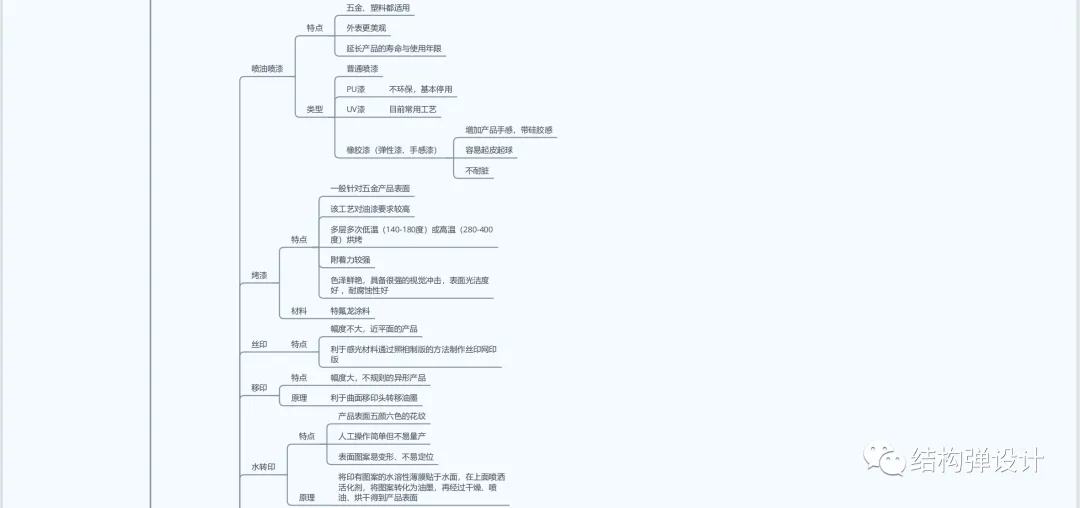 五金、塑料都适用
特点
外表更美观
延长产品的寿命与使用年限
喷油喷漆
普通喷漆
PU漆 不环保，基本停用
类型
UV漆 目前常用工艺
增加产品手感，带硅胶感
橡胶漆（弹性漆、手感漆）
容易起皮起球
不耐脏
一般针对五金产品表面
该工艺对油漆要求较高
特点
多层多次低温（140-180度）或高温（280-400
度）烘烤
附着力较强
烤漆
色泽鲜艳，具备很强的视觉冲击，表面光洁度
好，耐腐蚀性好
材料 特氟龙涂料
丝印 特点
幅度不大，近平面的产品
利于感光材料通过照相制版的方法制作丝印网印
版
移印
特点 幅度大，不规则的异形产品
原理 利于曲面移印头转移油墨
产品表面五颜六色的花纹
特点
人工操作简单但不易量产
表面图案易变形、不易定位
水转印
将印有图案的水溶性薄膜贴于水面，在上面喷洒
活化剂，将图案转化为油墨，再经过干燥、喷
油、烘干得到产品表面
原理
结构弹设计